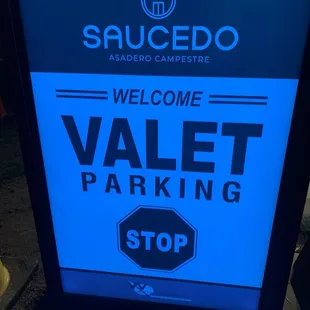 SAUCEDO
ASADERO CAMPESTRE
WELCOME
VALET
PARKING
STOP